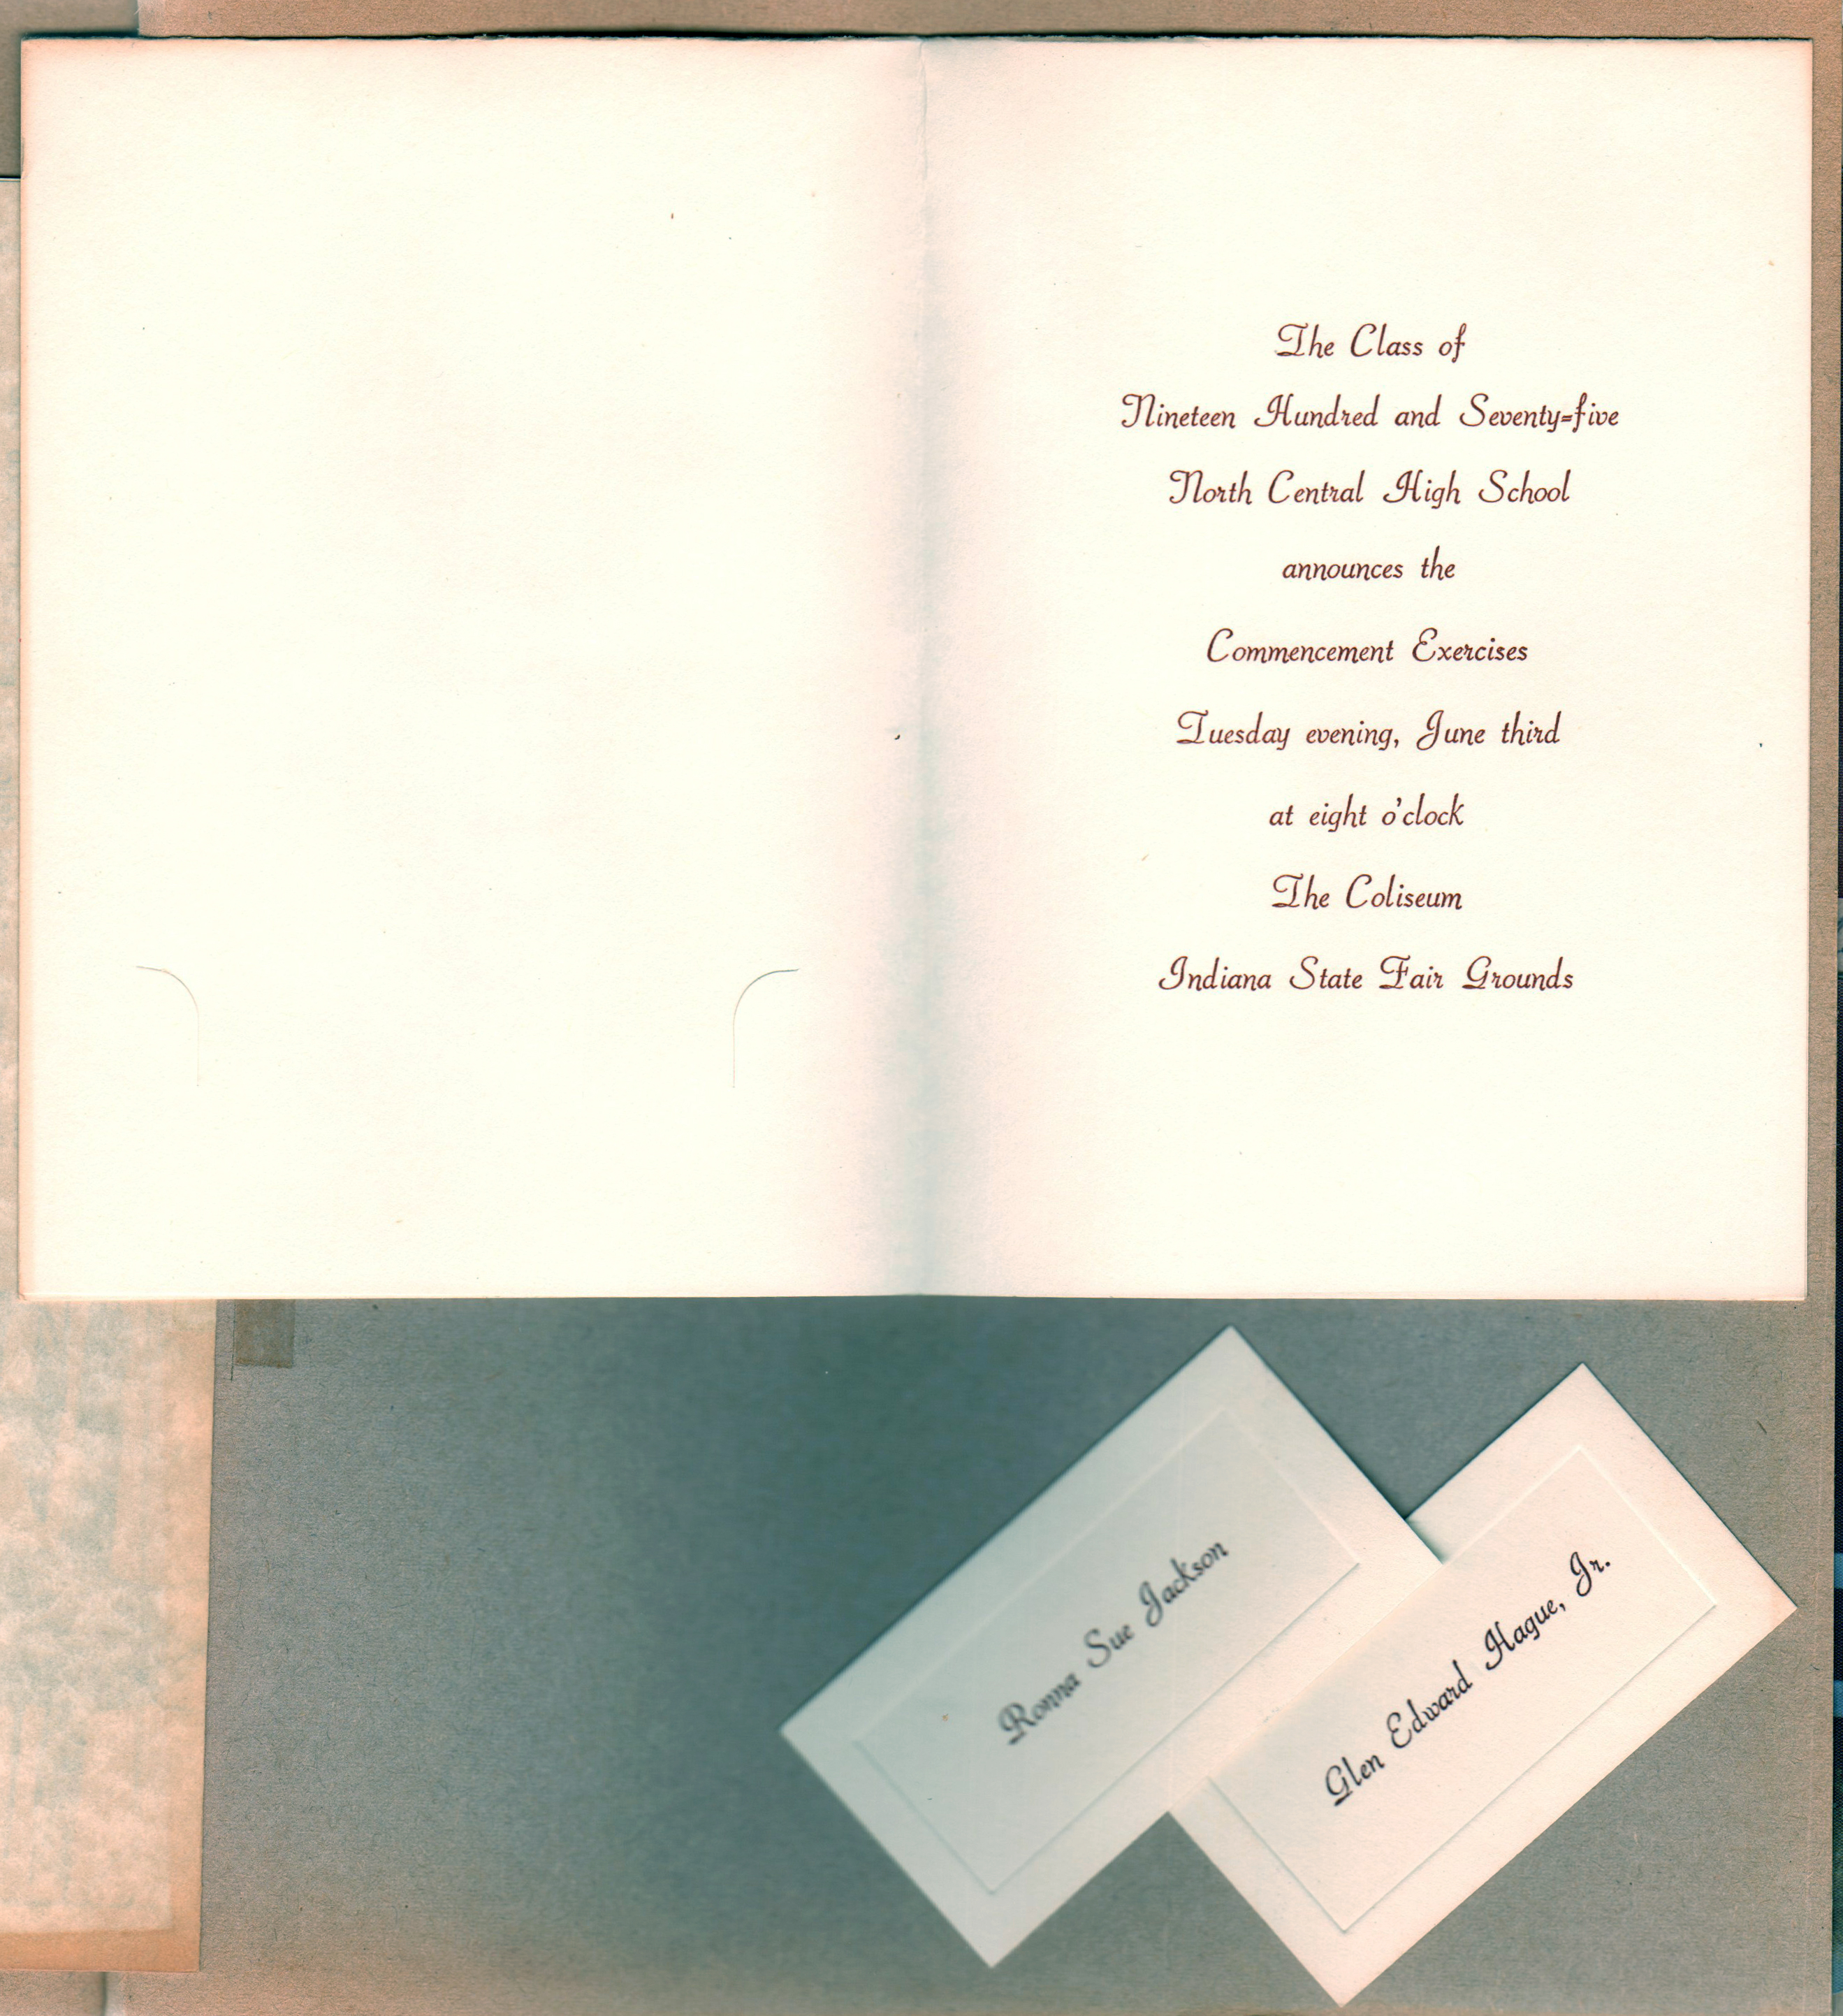 The Class of
Nineteen Hundred and Seventy-five
North Central High School
announces the
Commencement Exercises
Tuesday evening, June third
at eight o'clock
The Coliseum
Indiana State Fair Grounds
Ronna Sue Jackson
Glen Edward Hague, Jr.